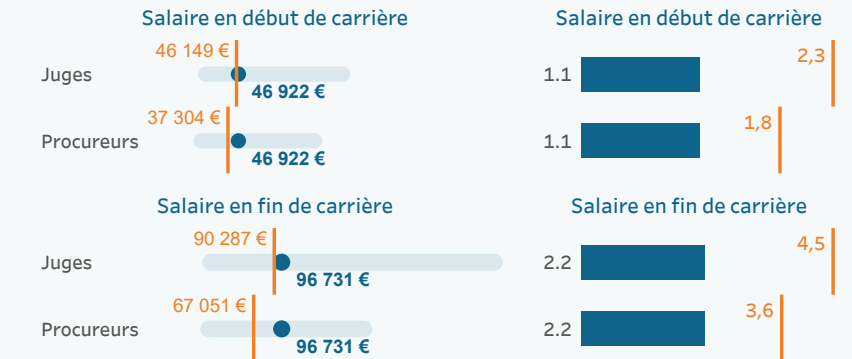 Salaire en début de carrière
46 149 €
Juges
46 922 €
37 304 €
Procureurs
46 922 €
Salaire en fin de carrière
90 287 €
Juges
96 731 €
67 051 €
Procureurs
96 731 €
Salaire en début de carrière
2,3
1.1
1,8
1.1
Salaire en fin de carrière
4,5
2.2
3,6
2.2